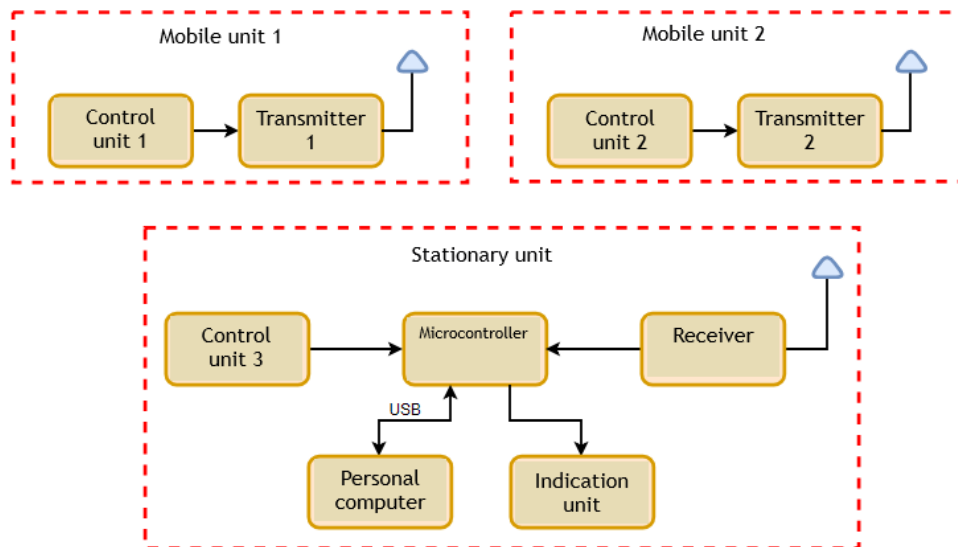 Mobile unit 1
Control
unit 1
Transmitter
1
Mobile unit 2
Control
unit 2
Transmitter
2
Stationary unit
Control
unit 3
Microcontroller
Receiver
USB
Personal
computer
Indication
unit